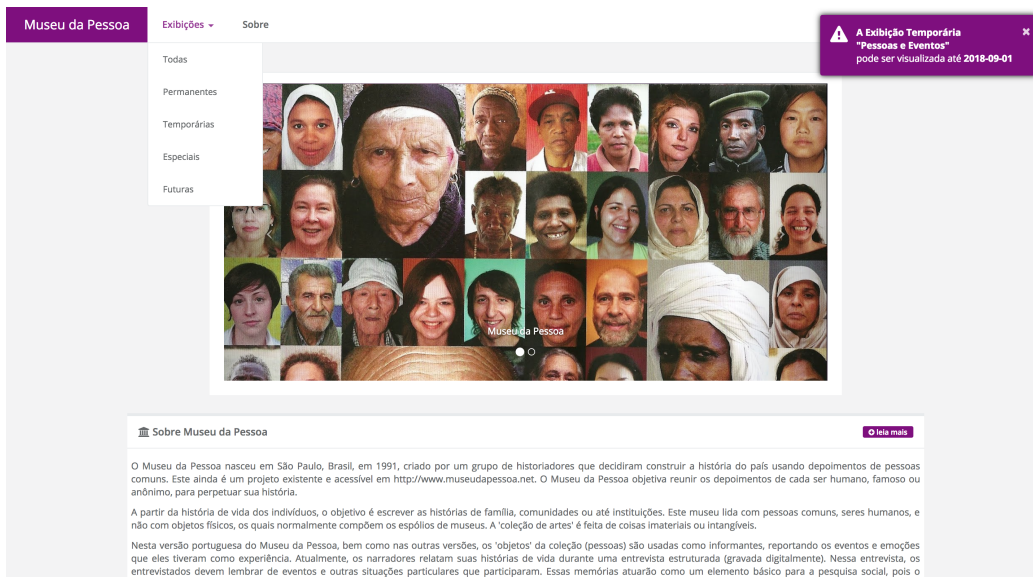 Museu da Pessoa
Exibições
Sobre
A Exibição Temporária
"Pessoas e Eventos"
pode ser visualizada até 2018-09-01
×
Todas
Permanentes
Temporárias
Especiais
Futuras
Museu da Pessoa
Sobre Museu da Pessoa
leia mais
O Museu da Pessoa nasceu em São Paulo, Brasil, em 1991, criado por um grupo de historiadores que decidiram construir a história do país usando depoimentos de pessoas
comuns. Este ainda é um projeto existente e acessível em http://www.museudapessoa.net. O Museu da Pessoa objetiva reunir os depoimentos de cada ser humano, famoso ou
anônimo, para perpetuar sua história.
A partir da história de vida dos indivíduos, o objetivo é escrever as histórias de família, comunidades ou até instituições. Este museu lida com pessoas comuns, seres humanos, e
não com objetos físicos, os quais normalmente compõem os espólios de museus. A 'coleção de artes' é feita de coisas imateriais ou intangíveis.
Nesta versão portuguesa do Museu da Pessoa, bem como nas outras versões, os 'objetos' da coleção (pessoas) são usadas como informantes, reportando os eventos e emoções
que eles tiveram como experiência. Atualmente, os narradores relatam suas histórias de vida durante uma entrevista estruturada (gravada digitalmente). Nessa entrevista, os
entrevistados devem lembrar de eventos e outras situações particulares que participaram. Essas memórias atuarão como um elemento básico para a pesquisa social, pois o